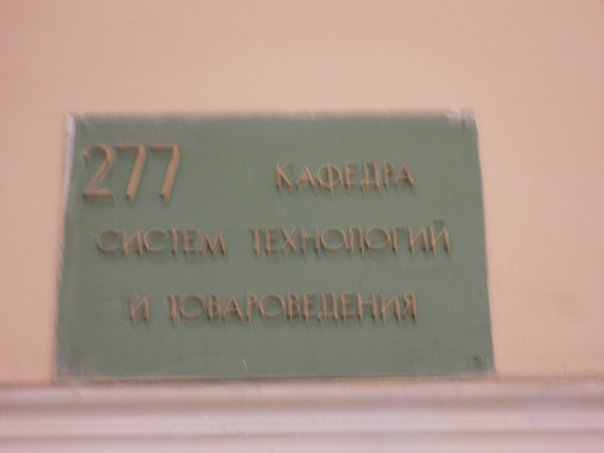 277 КАФЕДРА
СИСТЕМ ТЕХНОЛОГИЙ
И ТОВАРОВЕДЕНИЯ